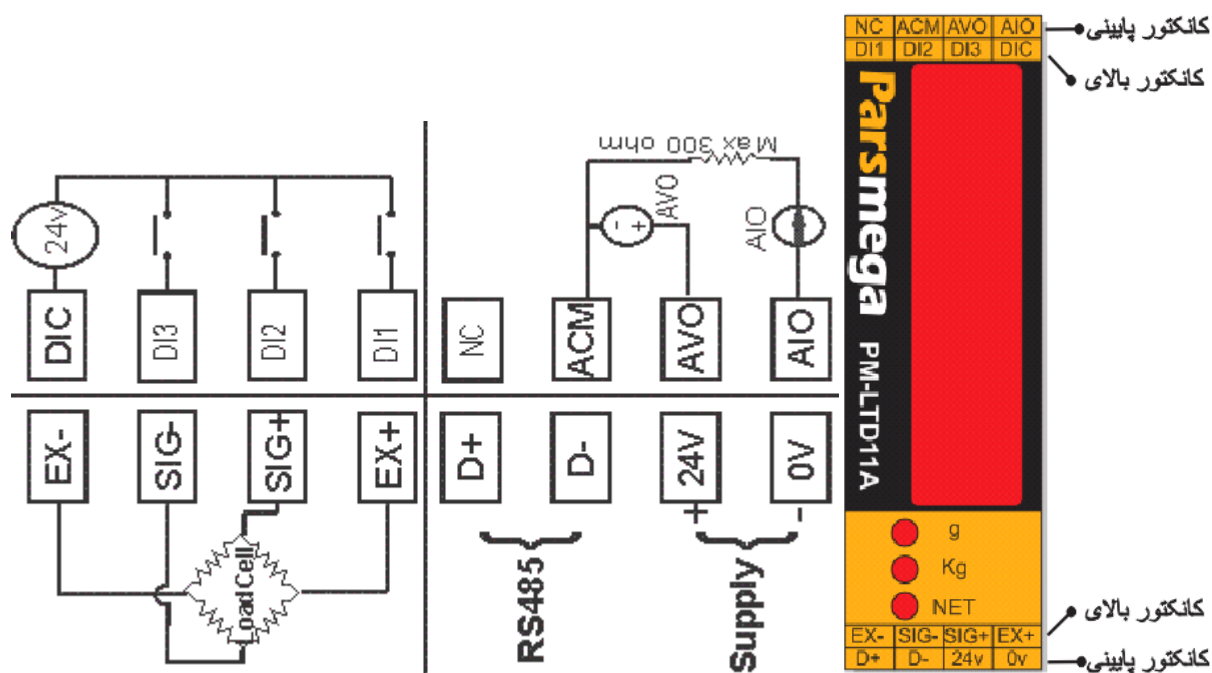 NC ACM AVO AIO
DI1 DI2 DI3 DIC
کانکتور پایینی
کانکتور بالای
Parsmega PM-LTD11A
g
Kg
NET
EX- SIG- SIG+ EX+
D+ D- 24v 0v
کانکتور بالای
کانکتور پایینی
Max 300 ohm
24v
- +
AVO
AIO
DIC DI3 DI2 DI1 NC ACM AVO AIO
EX- SIG- SIG+ EX+ D+ D- 24V 0V
+ -
LoadCell
RS485
Supply